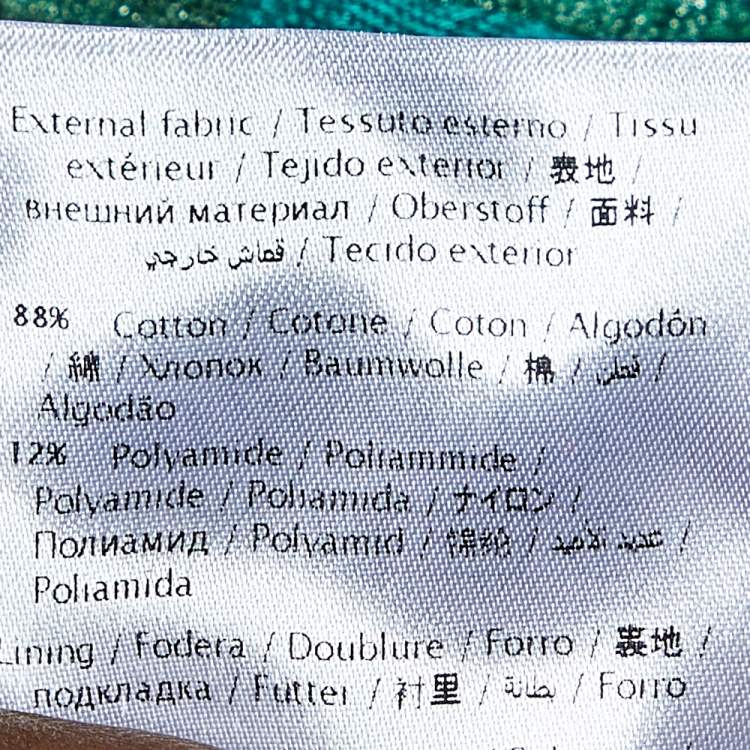 External fabric / Tessuto esterno / Tissu
extérieur / Tejido exterior / 表地 /
внешний материал / Oberstoff / 面料 /
قماش خارجي / Tecido exterior
88% Cotton / Cotone / Coton / Algodón
/ 綿 / Хлопок / Baumwolle / 棉 / قطن /
Algodão
12% Polyamide / Poliammide /
Polyamide / Poliamida / ナイロン /
Полиамид / Polyamid / 锦纶 / عديد الأميد /
Poliamida
Lining / Fodera / Doublure / Forro / 裏地 /
подкладка / Futter / 衬里 / بطانة / Forro